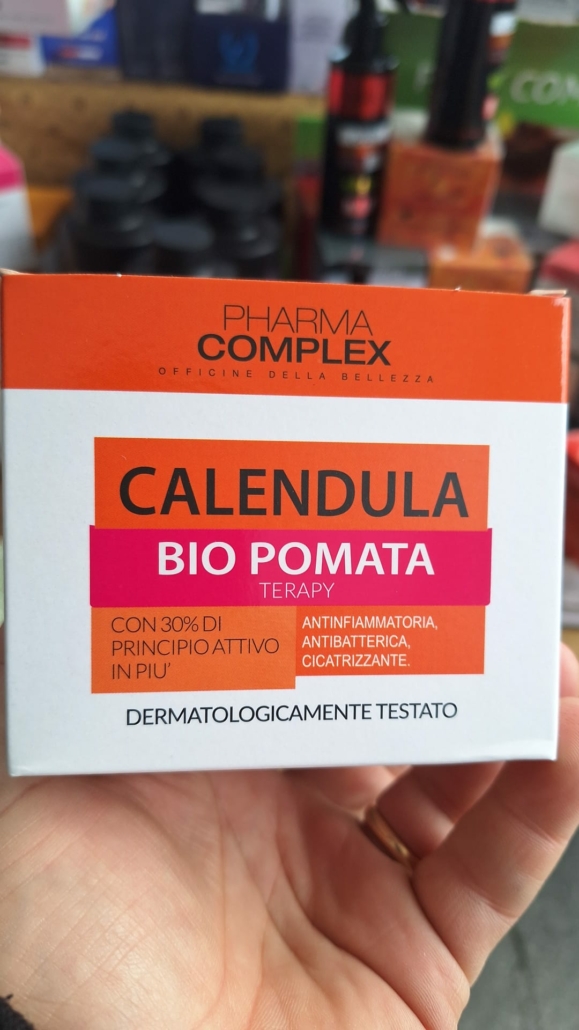 CON
PHARMA
COMPLEX
OFFICINE DELLA BELLEZZA
CALENDULA
BIO POMATA
TERAPY
CON 30% DI
PRINCIPIO ATTIVO
IN PIU'
ANTINFIAMMATORIA,
ANTIBATTERICA,
CICATRIZZANTE.
DERMATOLOGICAMENTE TESTATO